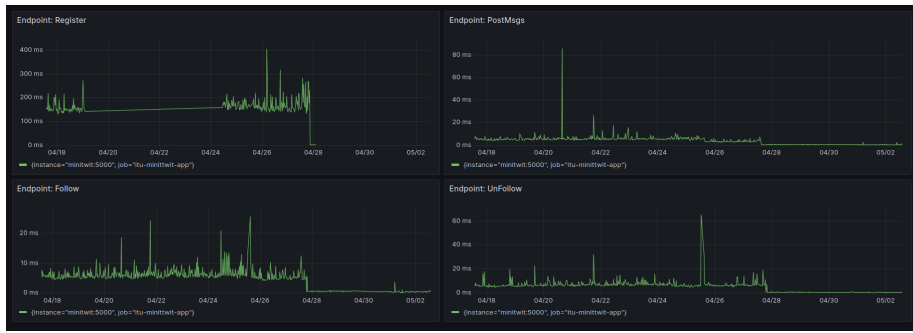 Endpoint: Register
400 ms
300 ms
200 ms
100 ms
0 ms
04/18 04/20 04/22 04/24 04/26 04/28 04/30 05/02
{instance="minitwit:5000", job="itu-minittwit-app"}
Endpoint: PostMsgs
80 ms
60 ms
40 ms
20 ms
0 ms
04/18 04/20 04/22 04/24 04/26 04/28 04/30 05/02
{instance="minitwit:5000", job="itu-minittwit-app"}
Endpoint: Follow
20 ms
10 ms
0 ms
04/18 04/20 04/22 04/24 04/26 04/28 04/30 05/02
{instance="minitwit:5000", job="itu-minittwit-app"}
Endpoint: UnFollow
60 ms
40 ms
20 ms
0 ms
04/18 04/20 04/22 04/24 04/26 04/28 04/30 05/02
{instance="minitwit:5000", job="itu-minittwit-app"}